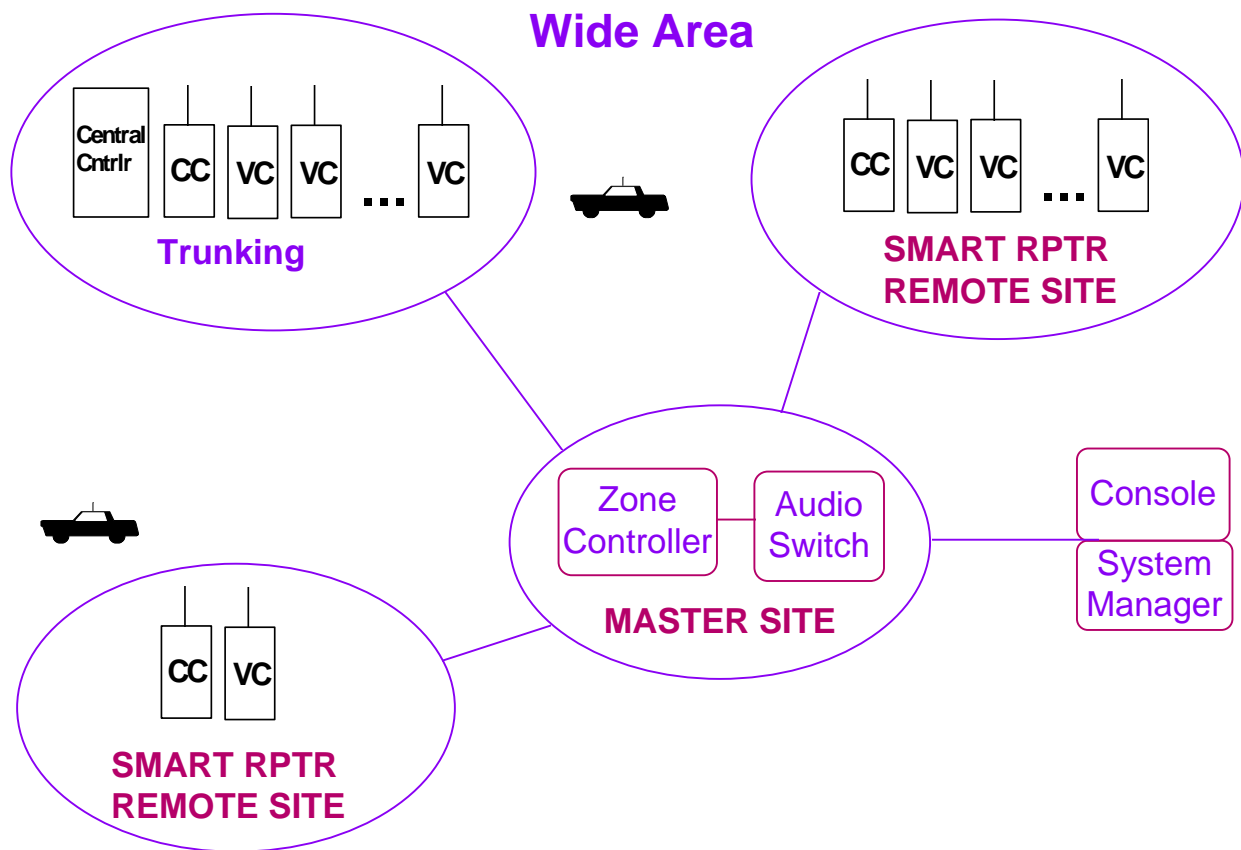 Wide Area
Central
Cntrlr
CC
VC
VC
...
VC
Trunking
CC
VC
VC
...
VC
SMART RPTR
REMOTE SITE
Zone
Controller
Audio
Switch
MASTER SITE
Console
System
Manager
CC
VC
SMART RPTR
REMOTE SITE